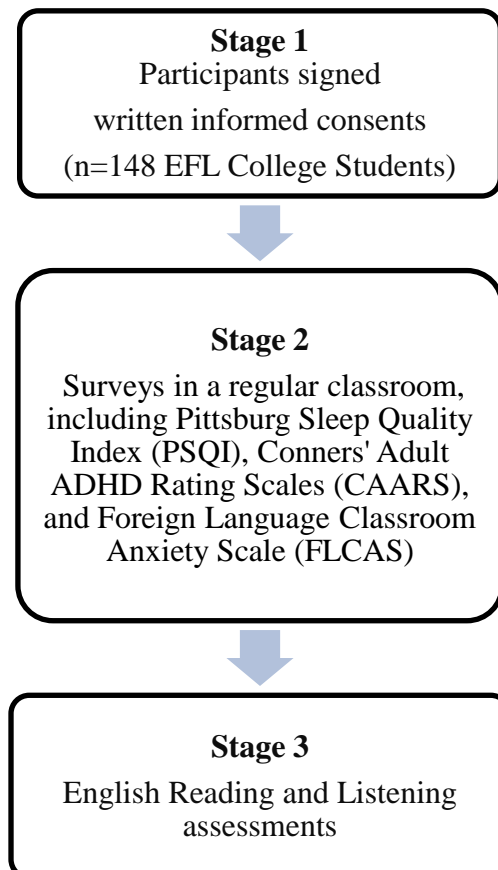 Stage 1
Participants signed
written informed consents
(n=148 EFL College Students)
Stage 2
Surveys in a regular classroom,
including Pittsburg Sleep Quality
Index (PSQI), Conners' Adult
ADHD Rating Scales (CAARS),
and Foreign Language Classroom
Anxiety Scale (FLCAS)
Stage 3
English Reading and Listening
assessments